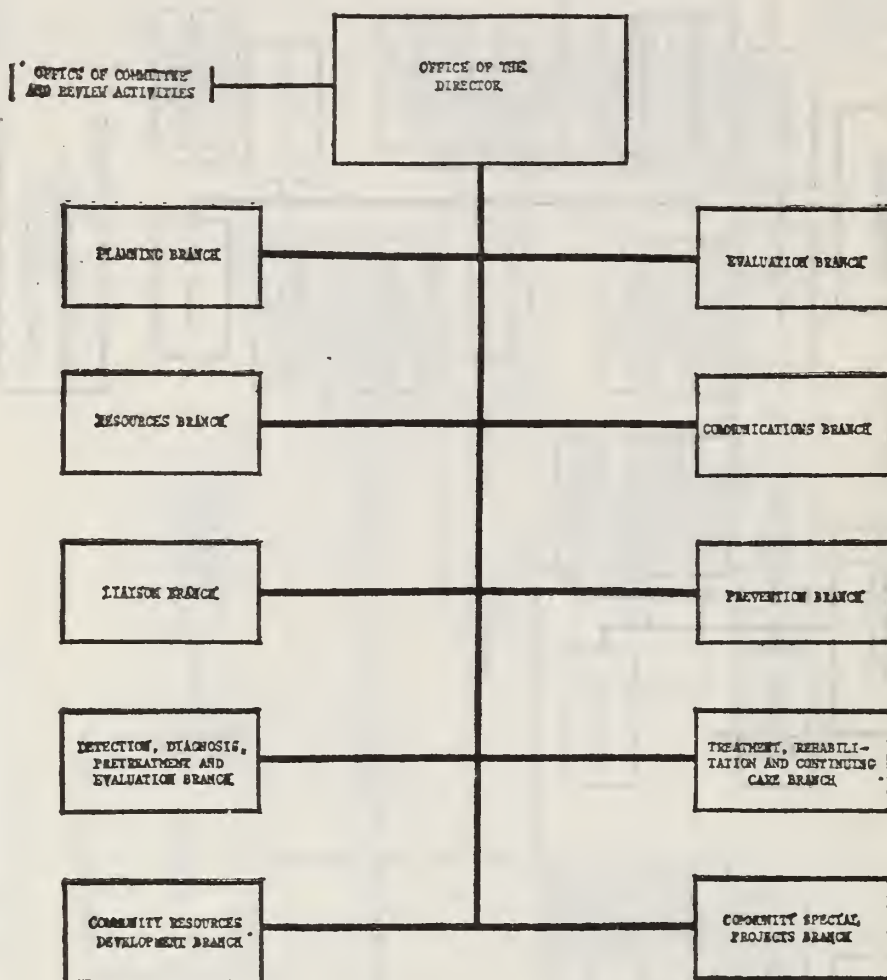 OFFICE OF COMMITTEE
AND REVIEW ACTIVITIES
OFFICE OF THE
DIRECTOR
PLANNING BRANCH
EVALUATION BRANCH
RESOURCES BRANCH
COMMUNICATIONS BRANCH
LIAISON BRANCH
PREVENTION BRANCH
DETECTION, DIAGNOSIS,
PRETREATMENT AND
EVALUATION BRANCH
TREATMENT, REHABILI-
TATION AND CONTINUING
CARE BRANCH
COMMUNITY RESOURCES
DEVELOPMENT BRANCH
COMMUNITY SPECIAL
PROJECTS BRANCH